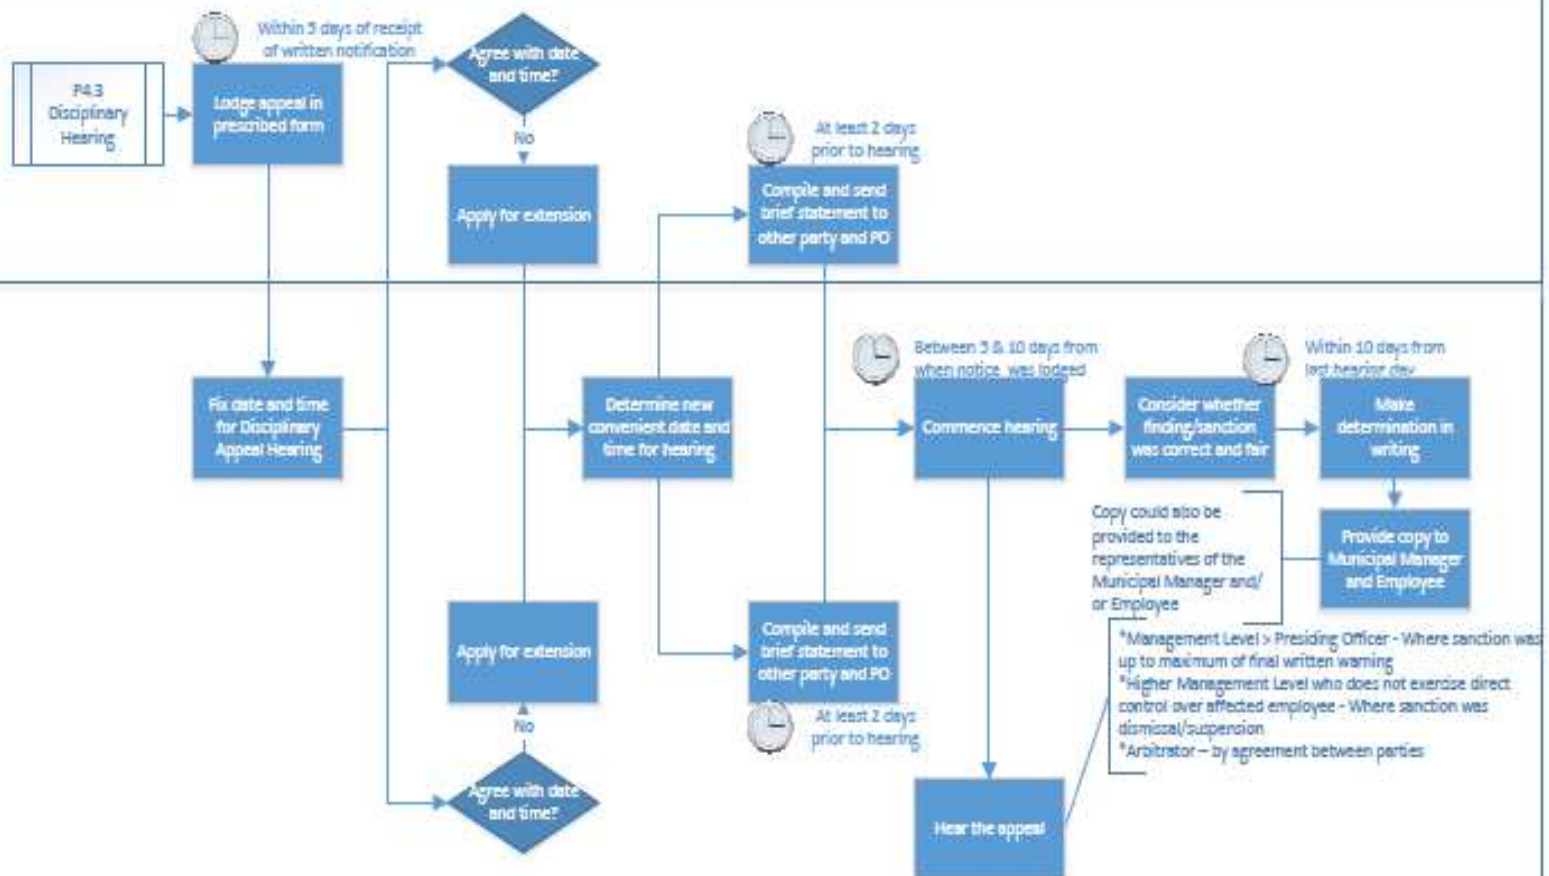 Within 5 days of receipt
of written notification
P4.3
Disciplinary
Hearing
Lodge appeal in
prescribed form
Agree with date
and time?
No
Apply for extension
At least 2 days
prior to hearing
Compile and send
brief statement to
other party and PO
Fix date and time
for Disciplinary
Appeal Hearing
Determine new
convenient date and
time for hearing
Between 5 & 10 days from
when notice was lodged
Commence hearing
Consider whether
finding/sanction
was correct and fair
Within 10 days from
last hearing day
Make
determination in
writing
Copy could also be
provided to the
representatives of the
Municipal Manager and/
or Employee
Provide copy to
Municipal Manager
and Employee
Apply for extension
No
Agree with date
and time?
Compile and send
brief statement to
other party and PO
At least 2 days
prior to hearing
*Management Level > Presiding Officer - Where sanction was
up to maximum of final written warning
*Higher Management Level who does not exercise direct
control over affected employee - Where sanction was
dismissal/suspension
*Arbitrator – by agreement between parties
Hear the appeal